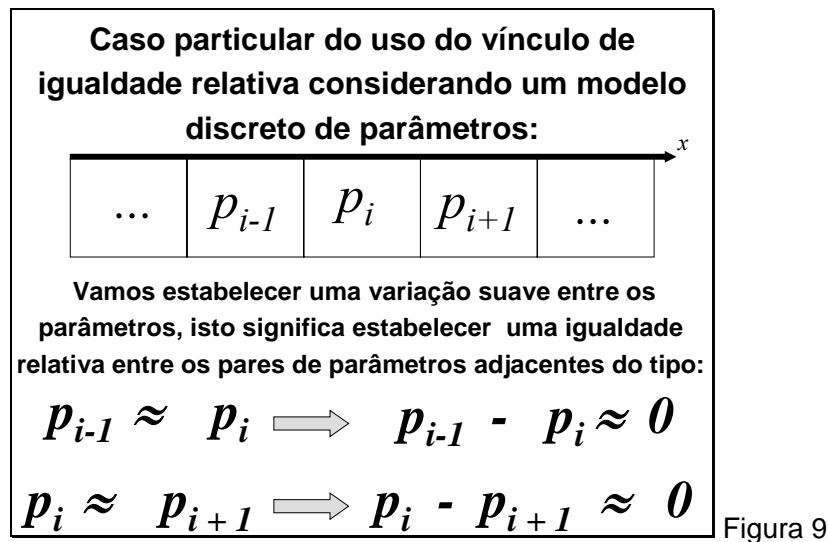 Caso particular do uso do vínculo de
igualdade relativa considerando um modelo
discreto de parâmetros:
x
... p_{i-1} p_i p_{i+1} ...
Vamos estabelecer uma variação suave entre os
parâmetros, isto significa estabelecer uma igualdade
relativa entre os pares de parâmetros adjacentes do tipo:
p_{i-1} ≈ p_i ⟹ p_{i-1} - p_i ≈ 0
p_i ≈ p_{i+1} ⟹ p_i - p_{i+1} ≈ 0
Figura 9